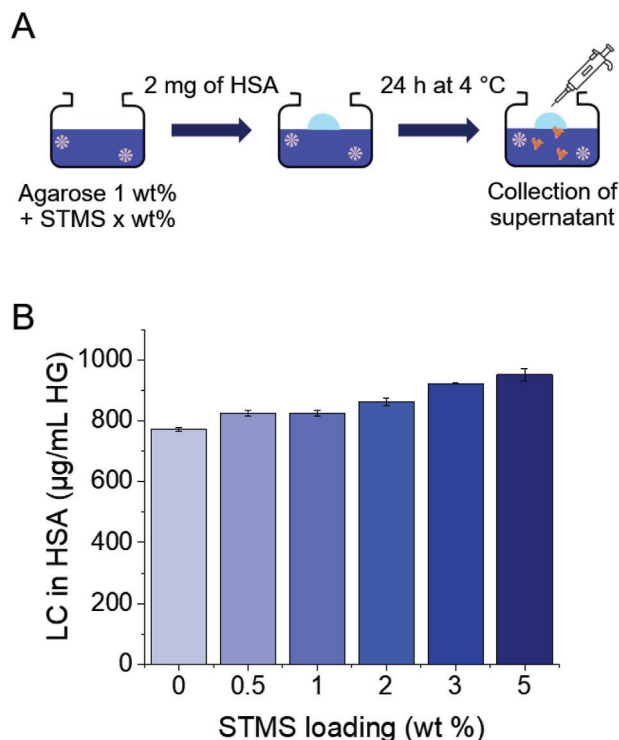 A
2 mg of HSA
24 h at 4 °C
Agarose 1 wt%
+ STMS x wt%
Collection of
supernatant
B
LC in HSA (µg/mL HG)
1000
800
600
400
200
0
0 0.5 1 2 3 5
STMS loading (wt %)